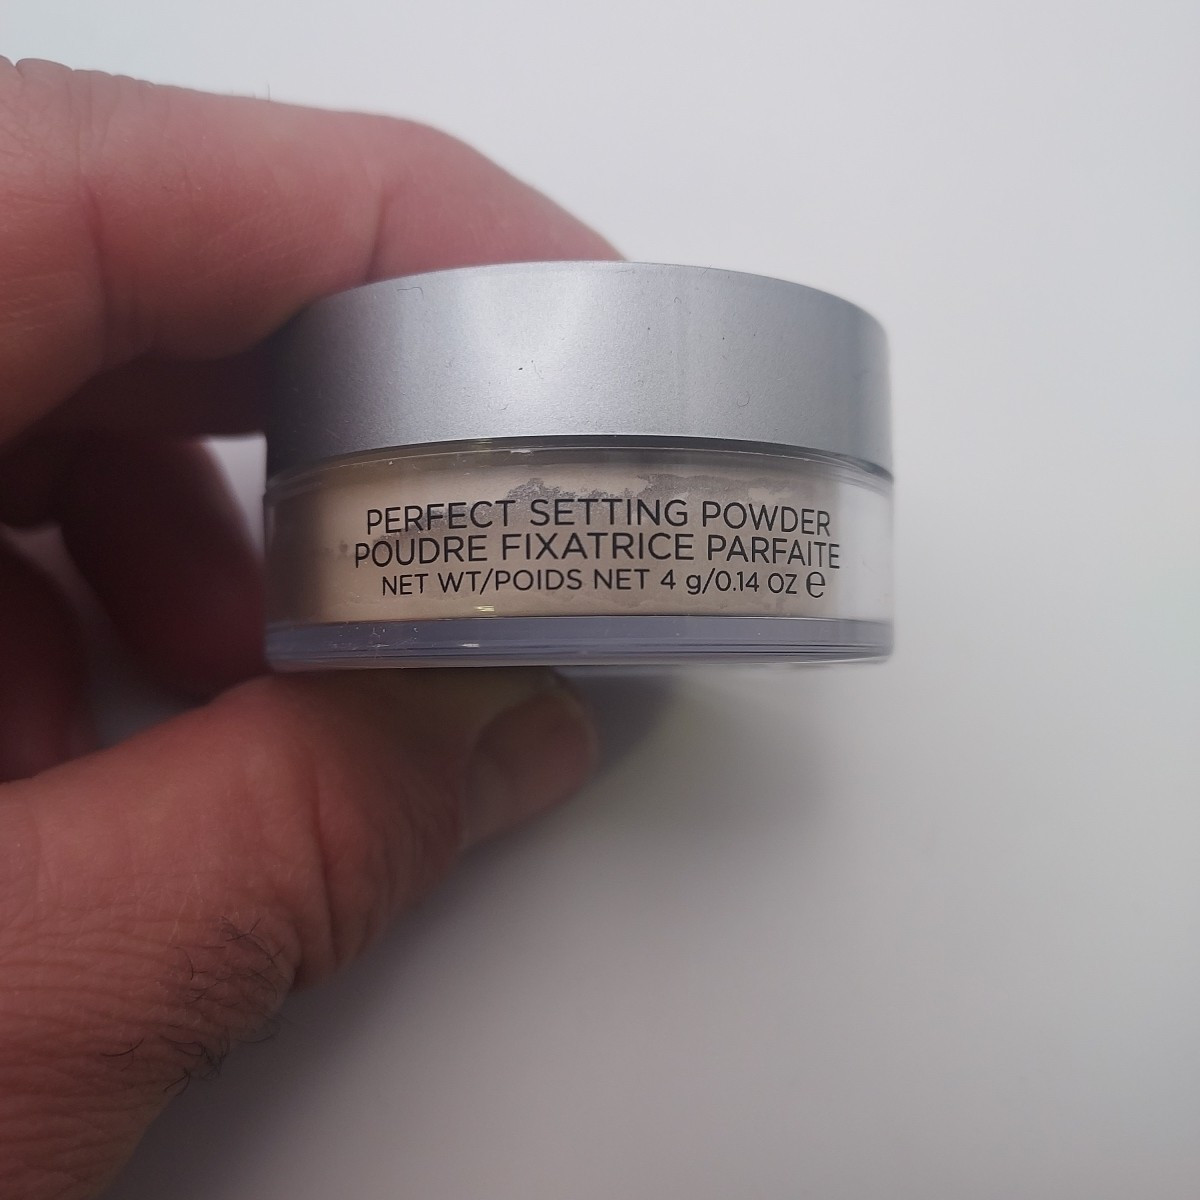 PERFECT SETTING POWDER
POUDRE FIXATRICE PARFAITE
NET WT/POIDS NET 4 g/0.14 OZ ℮